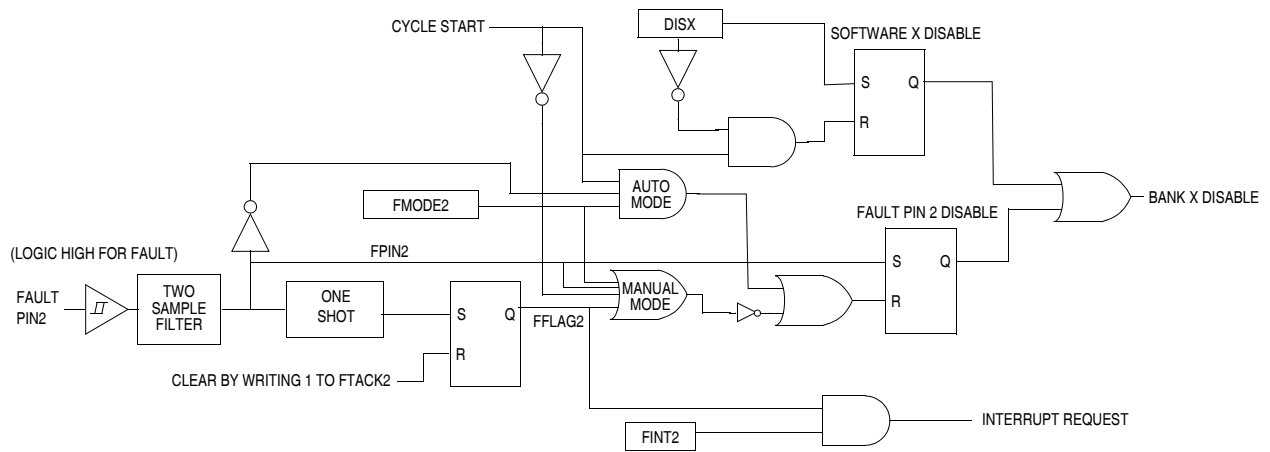 CYCLE START
DISX
SOFTWARE X DISABLE
S
Q
R
AUTO
MODE
FMODE2
BANK X DISABLE
FAULT PIN 2 DISABLE
(LOGIC HIGH FOR FAULT)
FPIN2
S
Q
R
FAULT
PIN2
TWO
SAMPLE
FILTER
ONE
SHOT
S
Q
R
FFLAG2
MANUAL
MODE
CLEAR BY WRITING 1 TO FTACK2
FINT2
INTERRUPT REQUEST